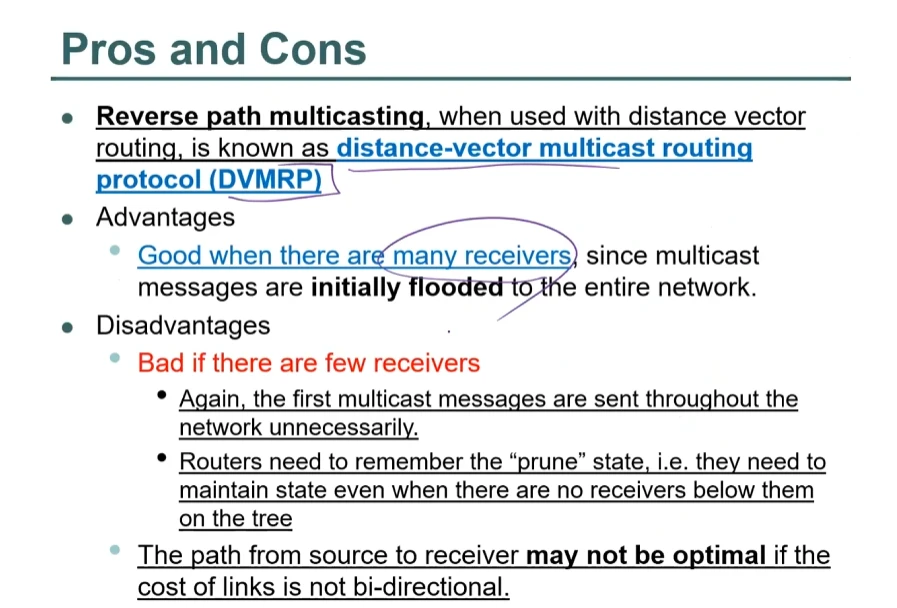 Pros and Cons
Reverse path multicasting, when used with distance vector
routing, is known as distance-vector multicast routing
protocol (DVMRP)
Advantages
Good when there are many receivers, since multicast
messages are initially flooded to the entire network.
Disadvantages
Bad if there are few receivers
Again, the first multicast messages are sent throughout the
network unnecessarily.
Routers need to remember the “prune” state, i.e. they need to
maintain state even when there are no receivers below them
on the tree
The path from source to receiver may not be optimal if the
cost of links is not bi-directional.